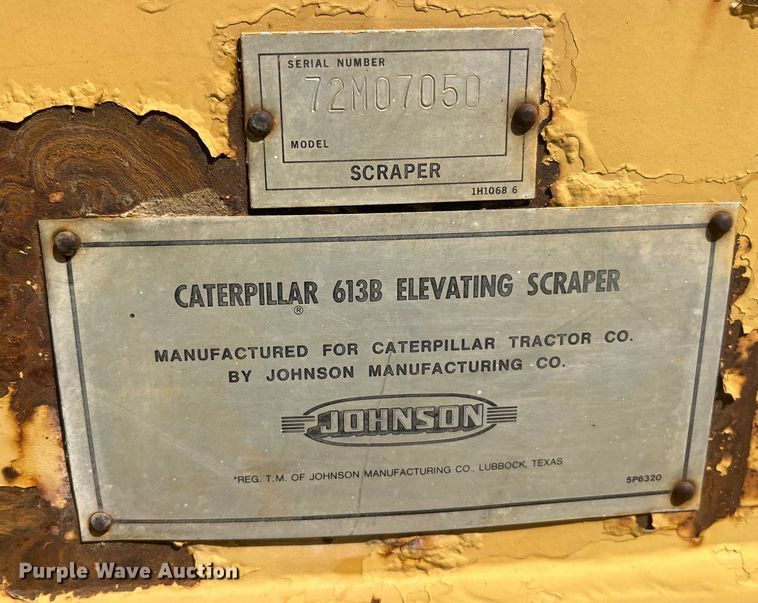 SERIAL NUMBER
72M07050
MODEL
SCRAPER
1H1068 6
CATERPILLAR 613B ELEVATING SCRAPER
®
MANUFACTURED FOR CATERPILLAR TRACTOR CO.
BY JOHNSON MANUFACTURING CO.
JOHNSON
*REG. T.M. OF JOHNSON MANUFACTURING CO., LUBBOCK, TEXAS
5P6320
Purple Wave Auction